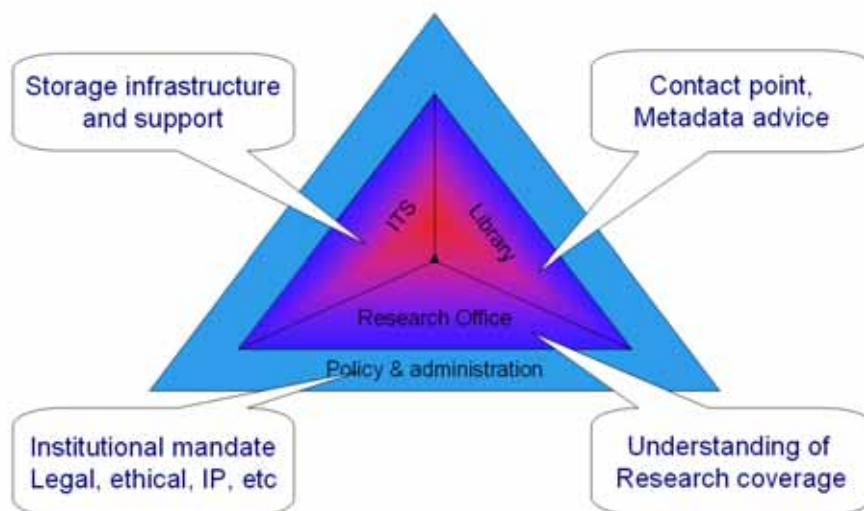 Storage infrastructure
and support
Contact point,
Metadata advice
ITS
Library
Research Office
Policy & administration
Institutional mandate
Legal, ethical, IP, etc
Understanding of
Research coverage